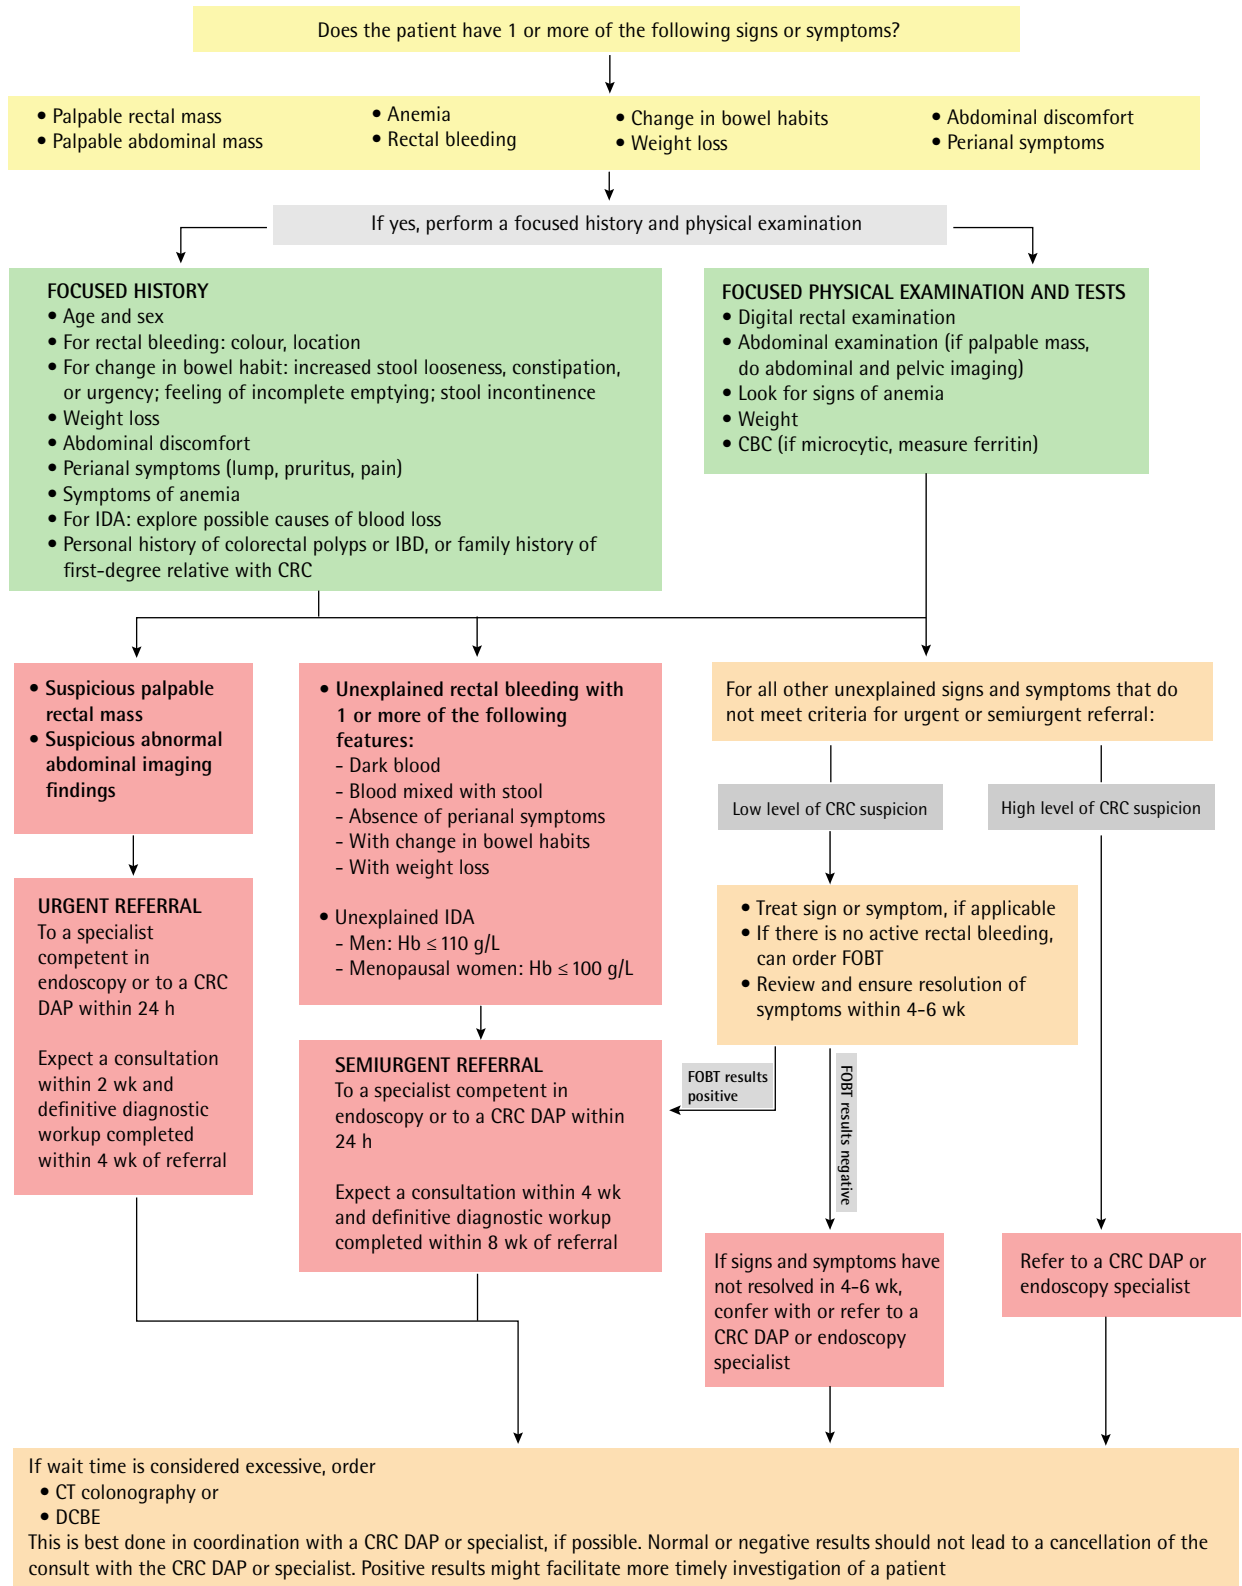 Does the patient have 1 or more of the following signs or symptoms?
• Palpable rectal mass
• Palpable abdominal mass
• Anemia
• Rectal bleeding
• Change in bowel habits
• Weight loss
• Abdominal discomfort
• Perianal symptoms
If yes, perform a focused history and physical examination
FOCUSED HISTORY
• Age and sex
• For rectal bleeding: colour, location
• For change in bowel habit: increased stool looseness, constipation,
or urgency; feeling of incomplete emptying; stool incontinence
• Weight loss
• Abdominal discomfort
• Perianal symptoms (lump, pruritus, pain)
• Symptoms of anemia
• For IDA: explore possible causes of blood loss
• Personal history of colorectal polyps or IBD, or family history of
first-degree relative with CRC
FOCUSED PHYSICAL EXAMINATION AND TESTS
• Digital rectal examination
• Abdominal examination (if palpable mass,
do abdominal and pelvic imaging)
• Look for signs of anemia
• Weight
• CBC (if microcytic, measure ferritin)
• Suspicious palpable
rectal mass
• Suspicious abnormal
abdominal imaging
findings
URGENT REFERRAL
To a specialist
competent in
endoscopy or to a CRC
DAP within 24 h
Expect a consultation
within 2 wk and
definitive diagnostic
workup completed
within 4 wk of referral
• Unexplained rectal bleeding with
1 or more of the following
features:
- Dark blood
- Blood mixed with stool
- Absence of perianal symptoms
- With change in bowel habits
- With weight loss
• Unexplained IDA
- Men: Hb ≤ 110 g/L
- Menopausal women: Hb ≤ 100 g/L
SEMIURGENT REFERRAL
To a specialist competent in
endoscopy or to a CRC DAP within
24 h
Expect a consultation within 4 wk
and definitive diagnostic workup
completed within 8 wk of referral
For all other unexplained signs and symptoms that do
not meet criteria for urgent or semiurgent referral:
Low level of CRC suspicion
High level of CRC suspicion
• Treat sign or symptom, if applicable
• If there is no active rectal bleeding,
can order FOBT
• Review and ensure resolution of
symptoms within 4-6 wk
FOBT results
positive
FOBT results
negative
If signs and symptoms have
not resolved in 4-6 wk,
confer with or refer to a
CRC DAP or endoscopy
specialist
Refer to a CRC DAP or
endoscopy specialist
If wait time is considered excessive, order
• CT colonography or
• DCBE
This is best done in coordination with a CRC DAP or specialist, if possible. Normal or negative results should not lead to a cancellation of the
consult with the CRC DAP or specialist. Positive results might facilitate more timely investigation of a patient